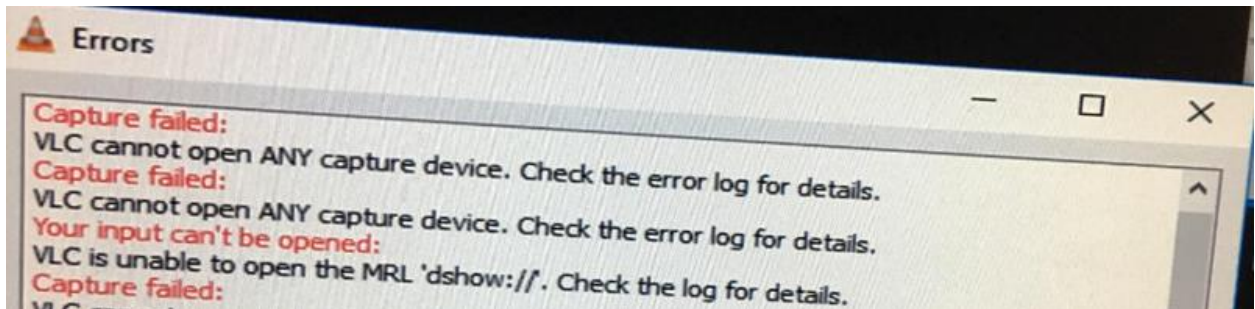 Errors
Capture failed:
VLC cannot open ANY capture device. Check the error log for details.
Capture failed:
VLC cannot open ANY capture device. Check the error log for details.
Your input can't be opened:
VLC is unable to open the MRL 'dshow://'. Check the log for details.
Capture failed: